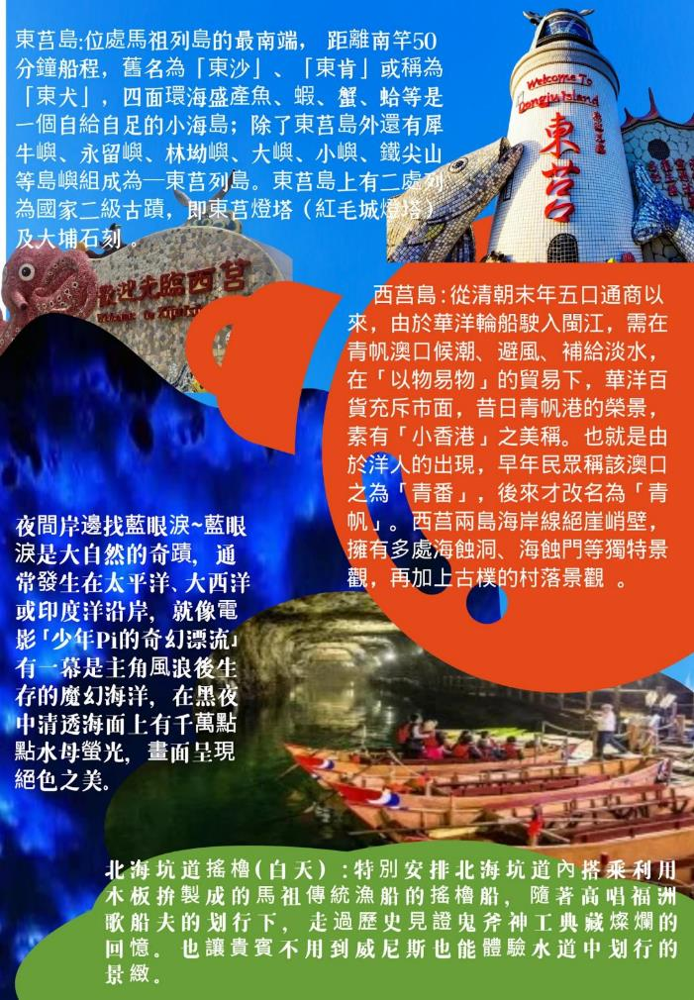 東莒島:位處馬祖列島的最南端， 距離南竿50
分鐘船程，舊名為「東沙」、「東肯」或稱為
「東犬」，四面環海盛產魚、蝦、蟹、蛤等是
一個自給自足的小海島；除了東莒島外還有犀
牛嶼、永留嶼、林坳嶼、大嶼、小嶼、鐵尖山
等島嶼組成為—東莒列島。東莒島上有二處列
為國家二級古蹟，即東莒燈塔（紅毛城燈塔）
及大埔石刻 。
Welcome To
Dongju Island
東莒
歡迎光臨西莒
Welcome to Xiju
西莒島:從清朝末年五口通商以
來，由於華洋輪船駛入閩江，需在
青帆澳口候潮、避風、補給淡水，
在「以物易物」的貿易下，華洋百
貨充斥市面，昔日青帆港的榮景，
素有「小香港」之美稱。也就是由
於洋人的出現，早年民眾稱該澳口
之為「青番」，後來才改名為「青
帆」。西莒兩島海岸線絕崖峭壁，
擁有多處海蝕洞、海蝕門等獨特景
觀，再加上古樸的村落景觀 。
夜間岸邊找藍眼淚~藍眼
淚是大自然的奇蹟，通
常發生在太平洋、大西洋
或印度洋沿岸，就像電
影「少年Pi的奇幻漂流」
有一幕是主角風浪後生
存的魔幻海洋，在黑夜
中清透海面上有千萬點
點水母螢光，畫面呈現
絕色之美。
北海坑道搖櫓(白天）:特別安排北海坑道內搭乘利用
木板拚製成的馬祖傳統漁船的搖櫓船，隨著高唱福洲
歌船夫的划行下，走過歷史見證鬼斧神工典藏燦爛的
回憶。也讓貴賓不用到威尼斯也能體驗水道中划行的
景緻。